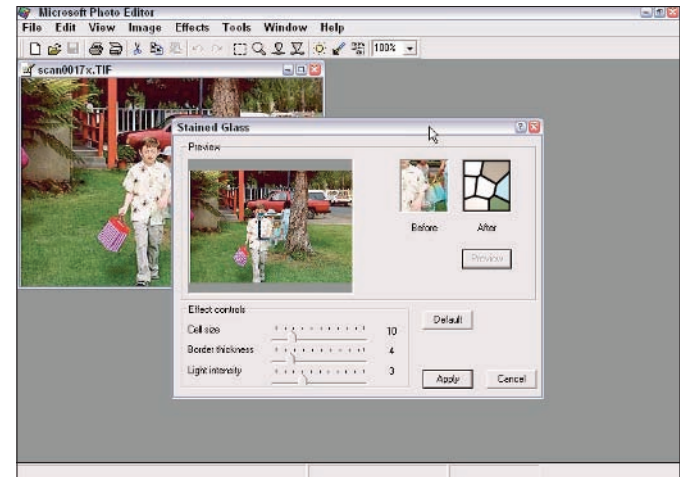 Microsoft Photo Editor
File Edit View Image Effects Tools Window Help
100%
scan0017x.TIF
Stained Glass
Preview
Before After
Preview
Effect controls
Default
Cell size 10
Border thickness 4
Light intensity 3
Apply Cancel